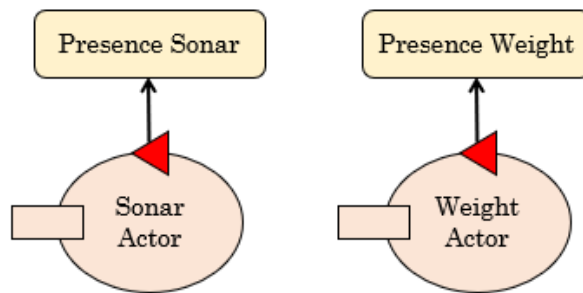 Presence Sonar
Presence Weight
Sonar
Actor
Weight
Actor